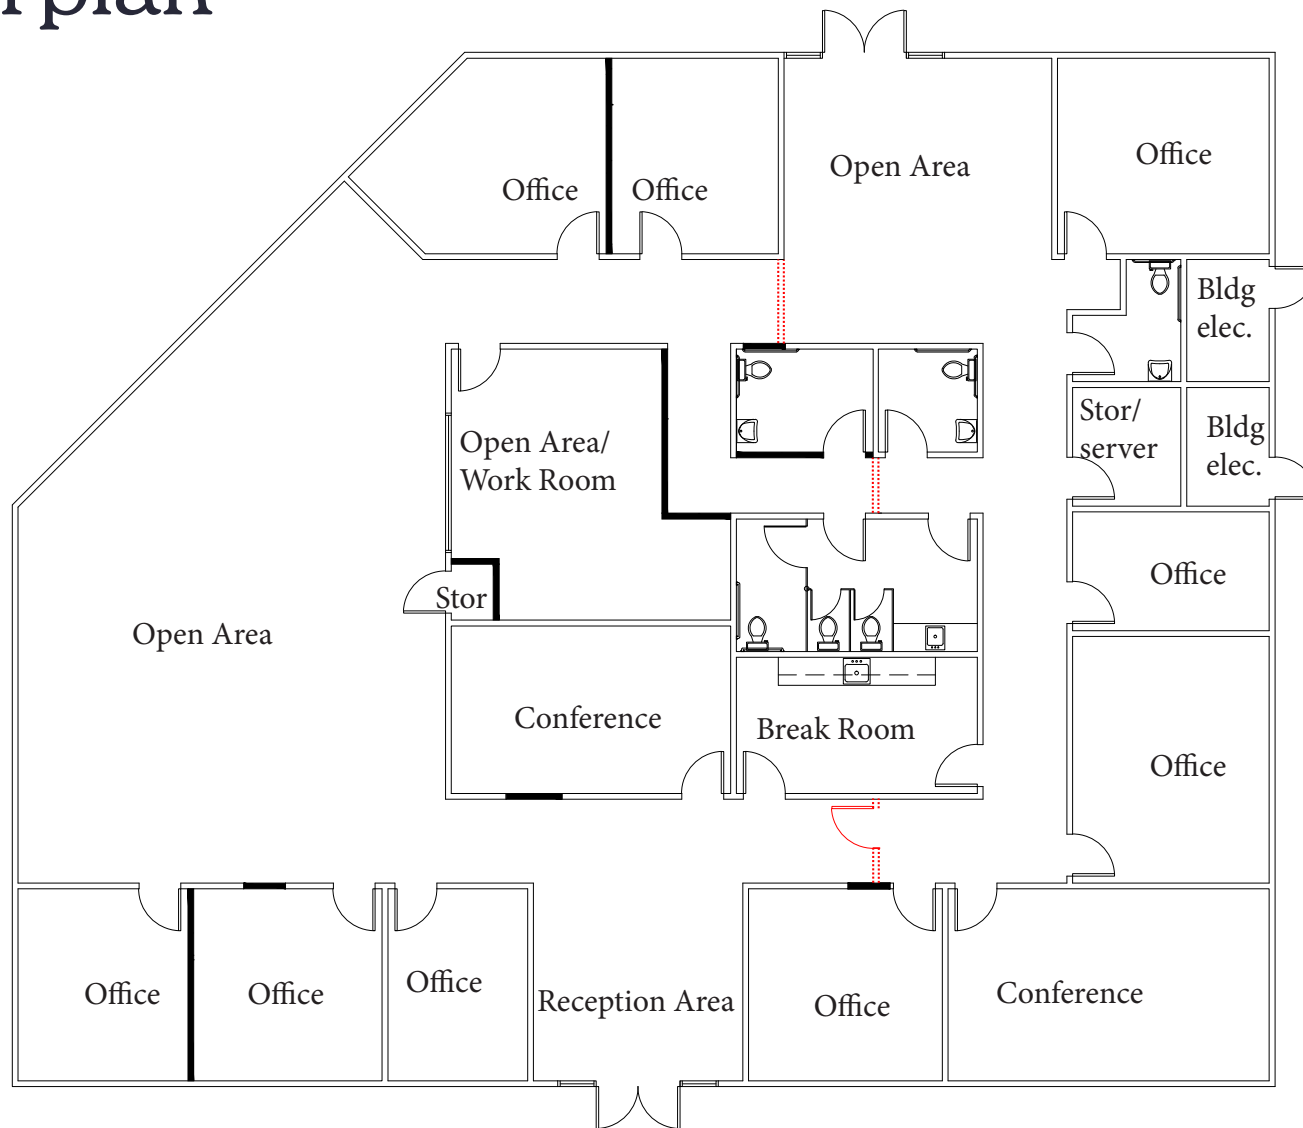 rplan
Office
Office
Open Area
Office
Bldg
elec.
Stor/
server
Bldg
elec.
Open Area/
Work Room
Stor
Office
Open Area
Conference
Break Room
Office
Office
Office
Office
Reception Area
Office
Conference